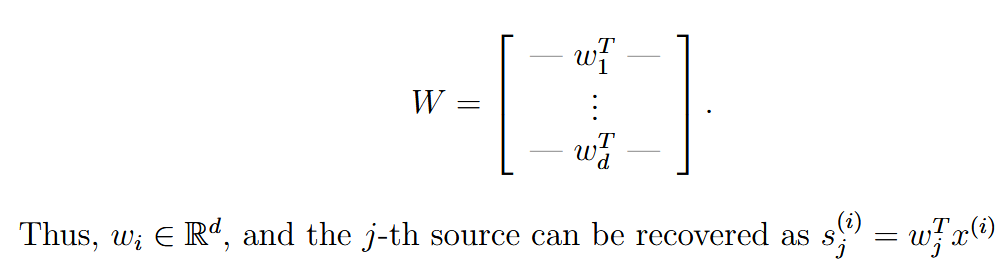 W = [ — w_1^T —
⋮
— w_d^T — ] .
Thus, w_i ∈ ℝ^d, and the j-th source can be recovered as s_j^{(i)} = w_j^T x^{(i)}